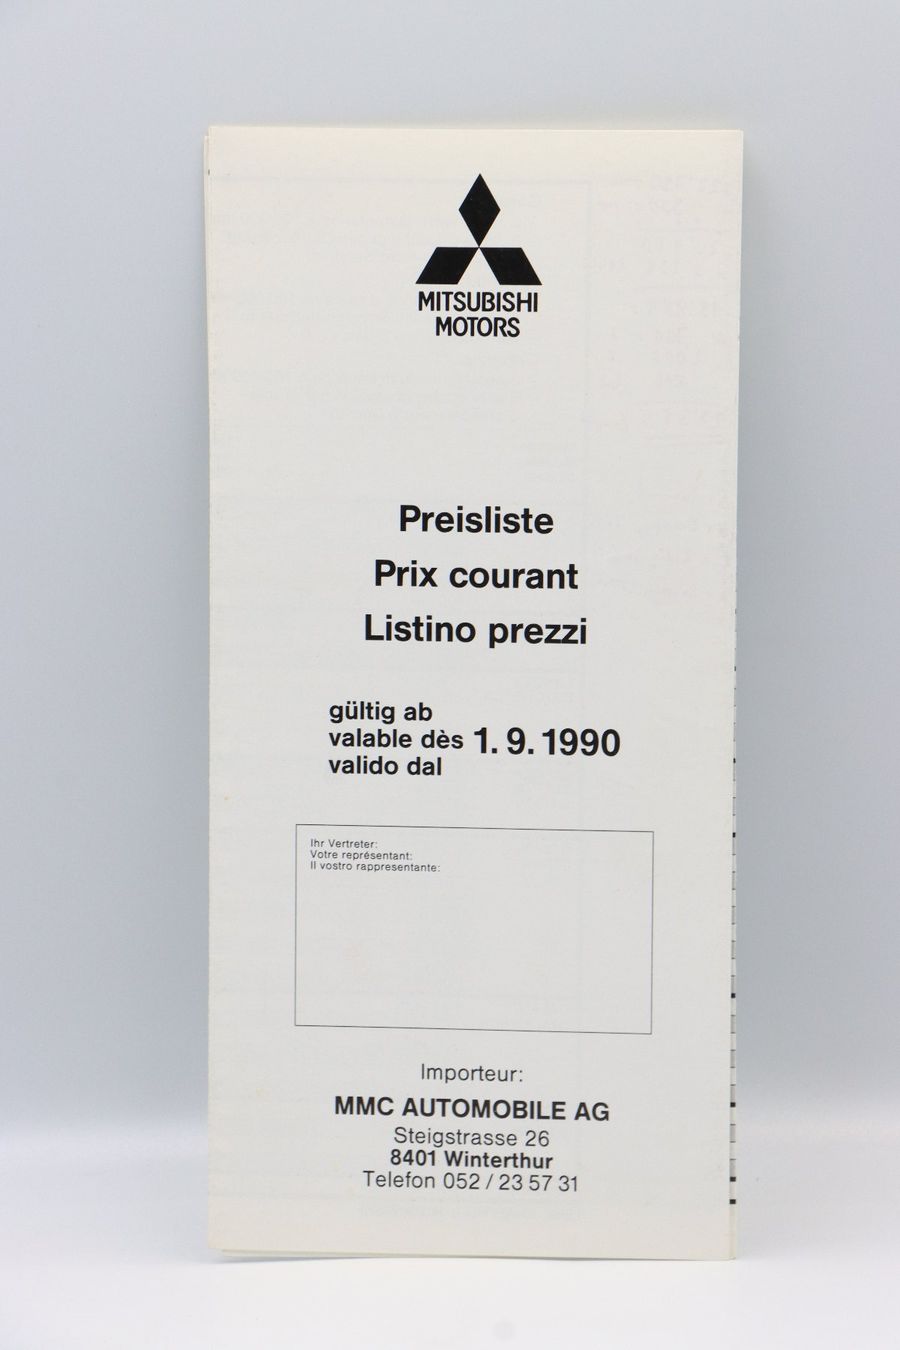 MITSUBISHI
MOTORS
Preisliste
Prix courant
Listino prezzi
gültig ab
valable dès 1. 9. 1990
valido dal
Ihr Vertreter:
Votre représentant:
Il vostro rappresentante:
Importeur:
MMC AUTOMOBILE AG
Steigstrasse 26
8401 Winterthur
Telefon 052 / 23 57 31